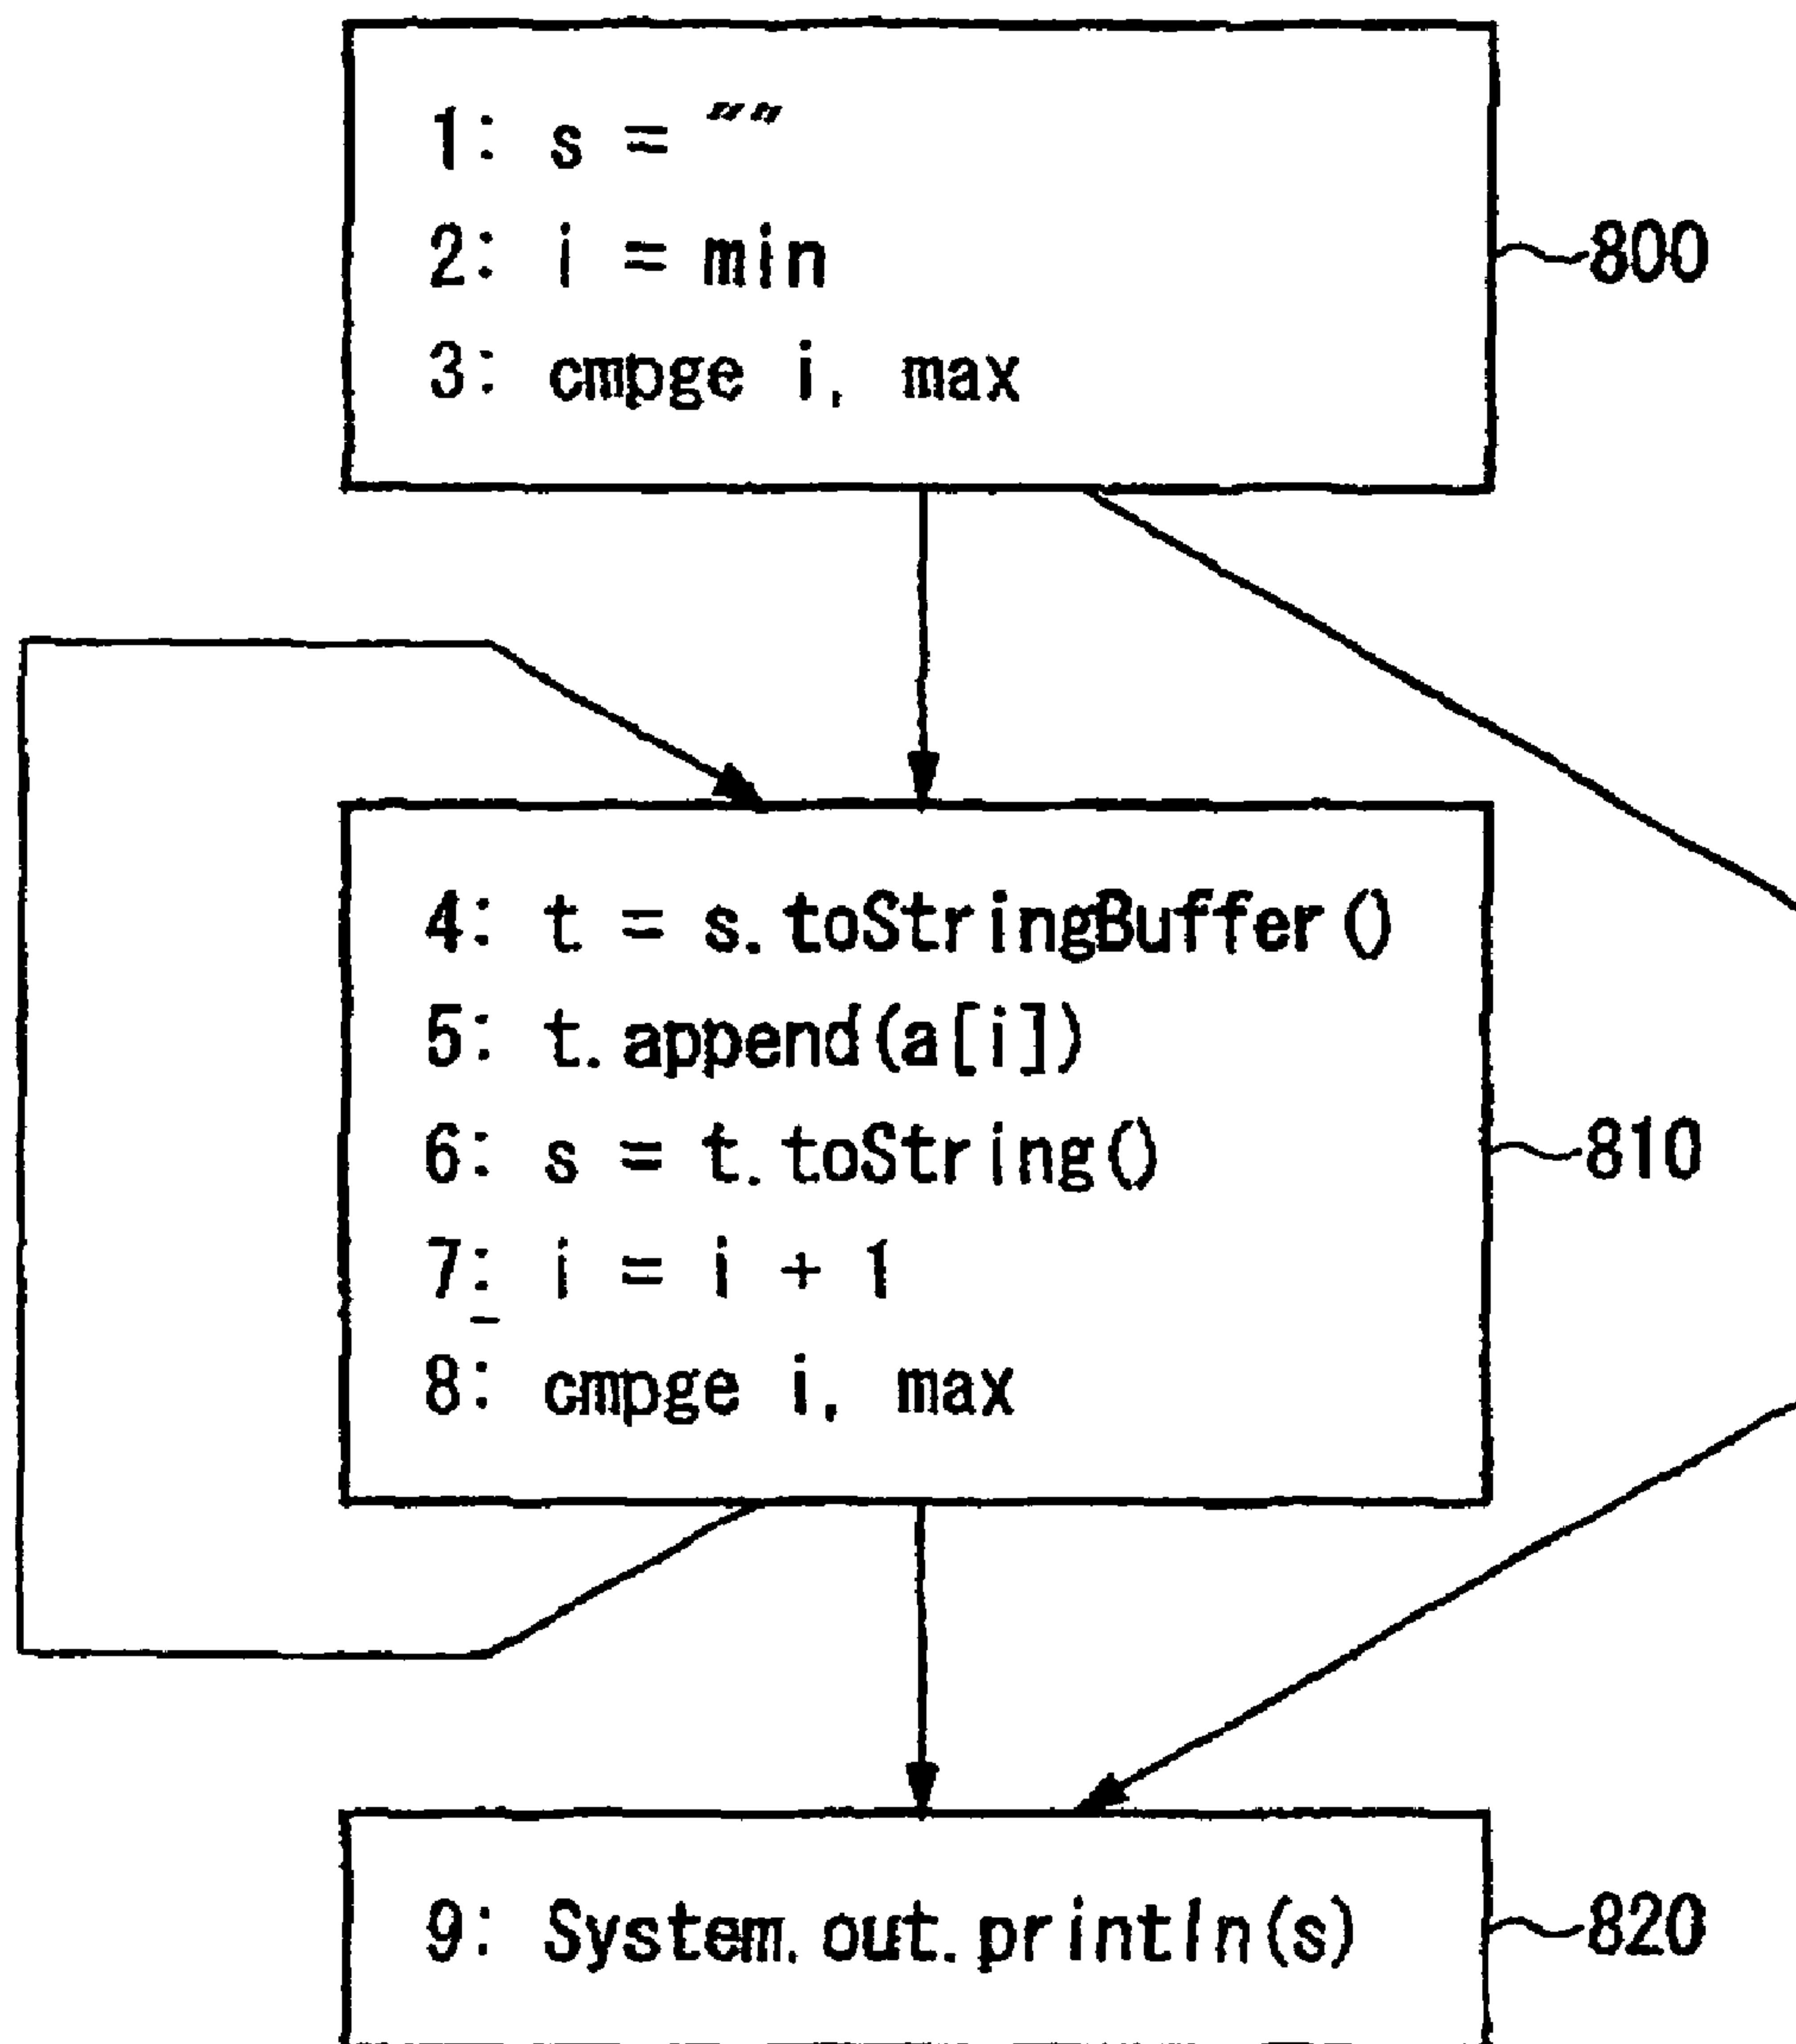 1: s = ""
2: i = min
3: cmpge i, max
800
4: t = s.toStringBuffer()
5: t.append(a[i])
6: s = t.toString()
7: i = i + 1
8: cmpge i, max
810
9: System.out.println(s)
820